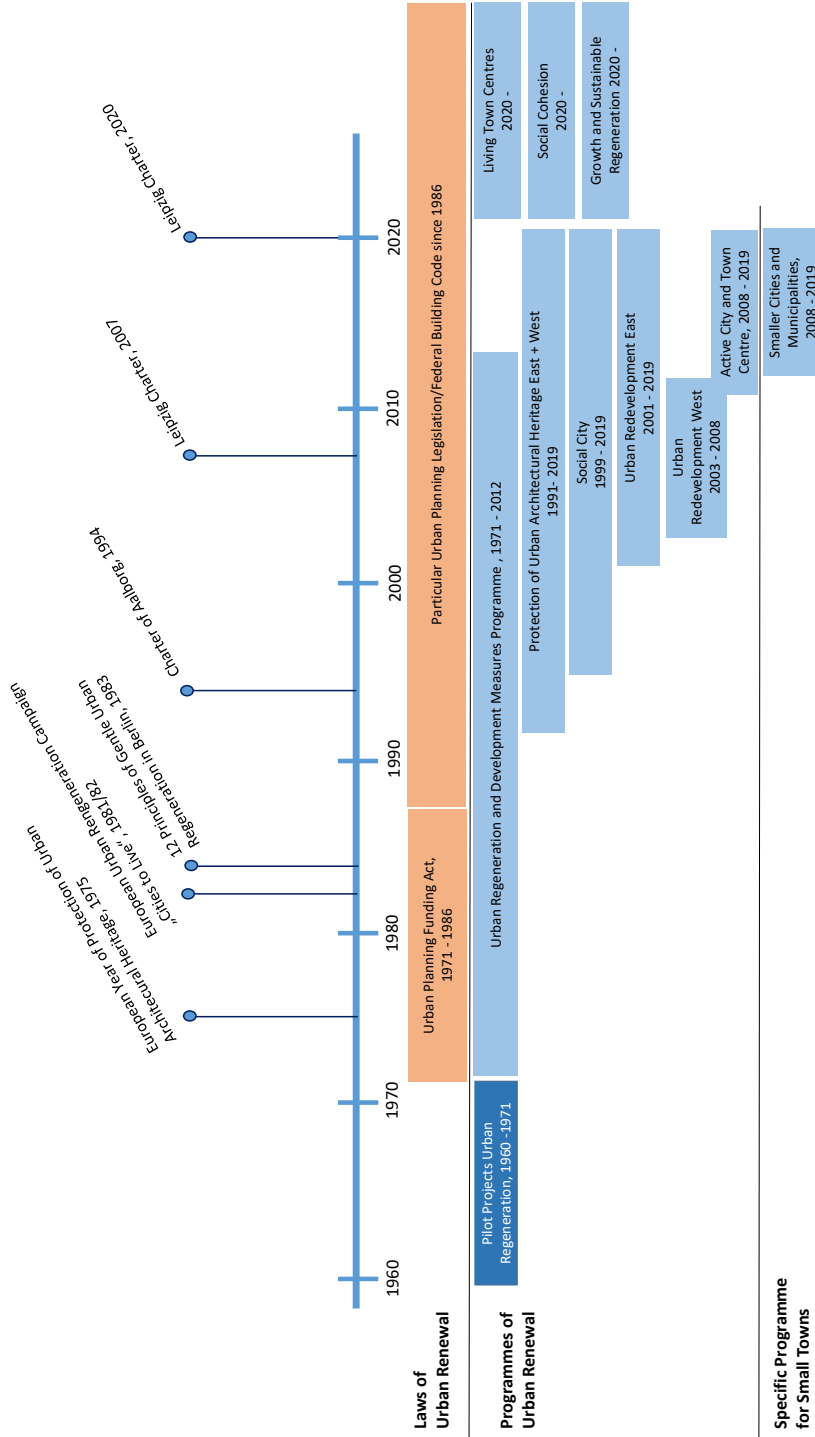 European Year of Protection of Urban
Architectural Heritage, 1975
European Urban Rengeneration Campaign
„Cities to Live“, 1981/82
12 Principles of Gentle Urban
Regeneration in Berlin, 1983
Charter of Aalborg, 1994
Leipzig Charter, 2007
Leipzig Charter, 2020
1960
1970
1980
1990
2000
2010
2020
Laws of
Urban Renewal
Urban Planning Funding Act,
1971 - 1986
Particular Urban Planning Legislation/Federal Building Code since 1986
Programmes of
Urban Renewal
Pilot Projects Urban
Regeneration, 1960 -1971
Urban Regeneration and Development Measures Programme , 1971 - 2012
Living Town Centres
2020 -
Protection of Urban Architectural Heritage East + West
1991- 2019
Social Cohesion
2020 -
Social City
1999 - 2019
Growth and Sustainable
Regeneration 2020 -
Urban Redevelopment East
2001 - 2019
Urban
Redevelopment West
2003 - 2008
Active City and Town
Centre, 2008 - 2019
Specific Programme
for Small Towns
Smaller Cities and
Municipalities,
2008 - 2019